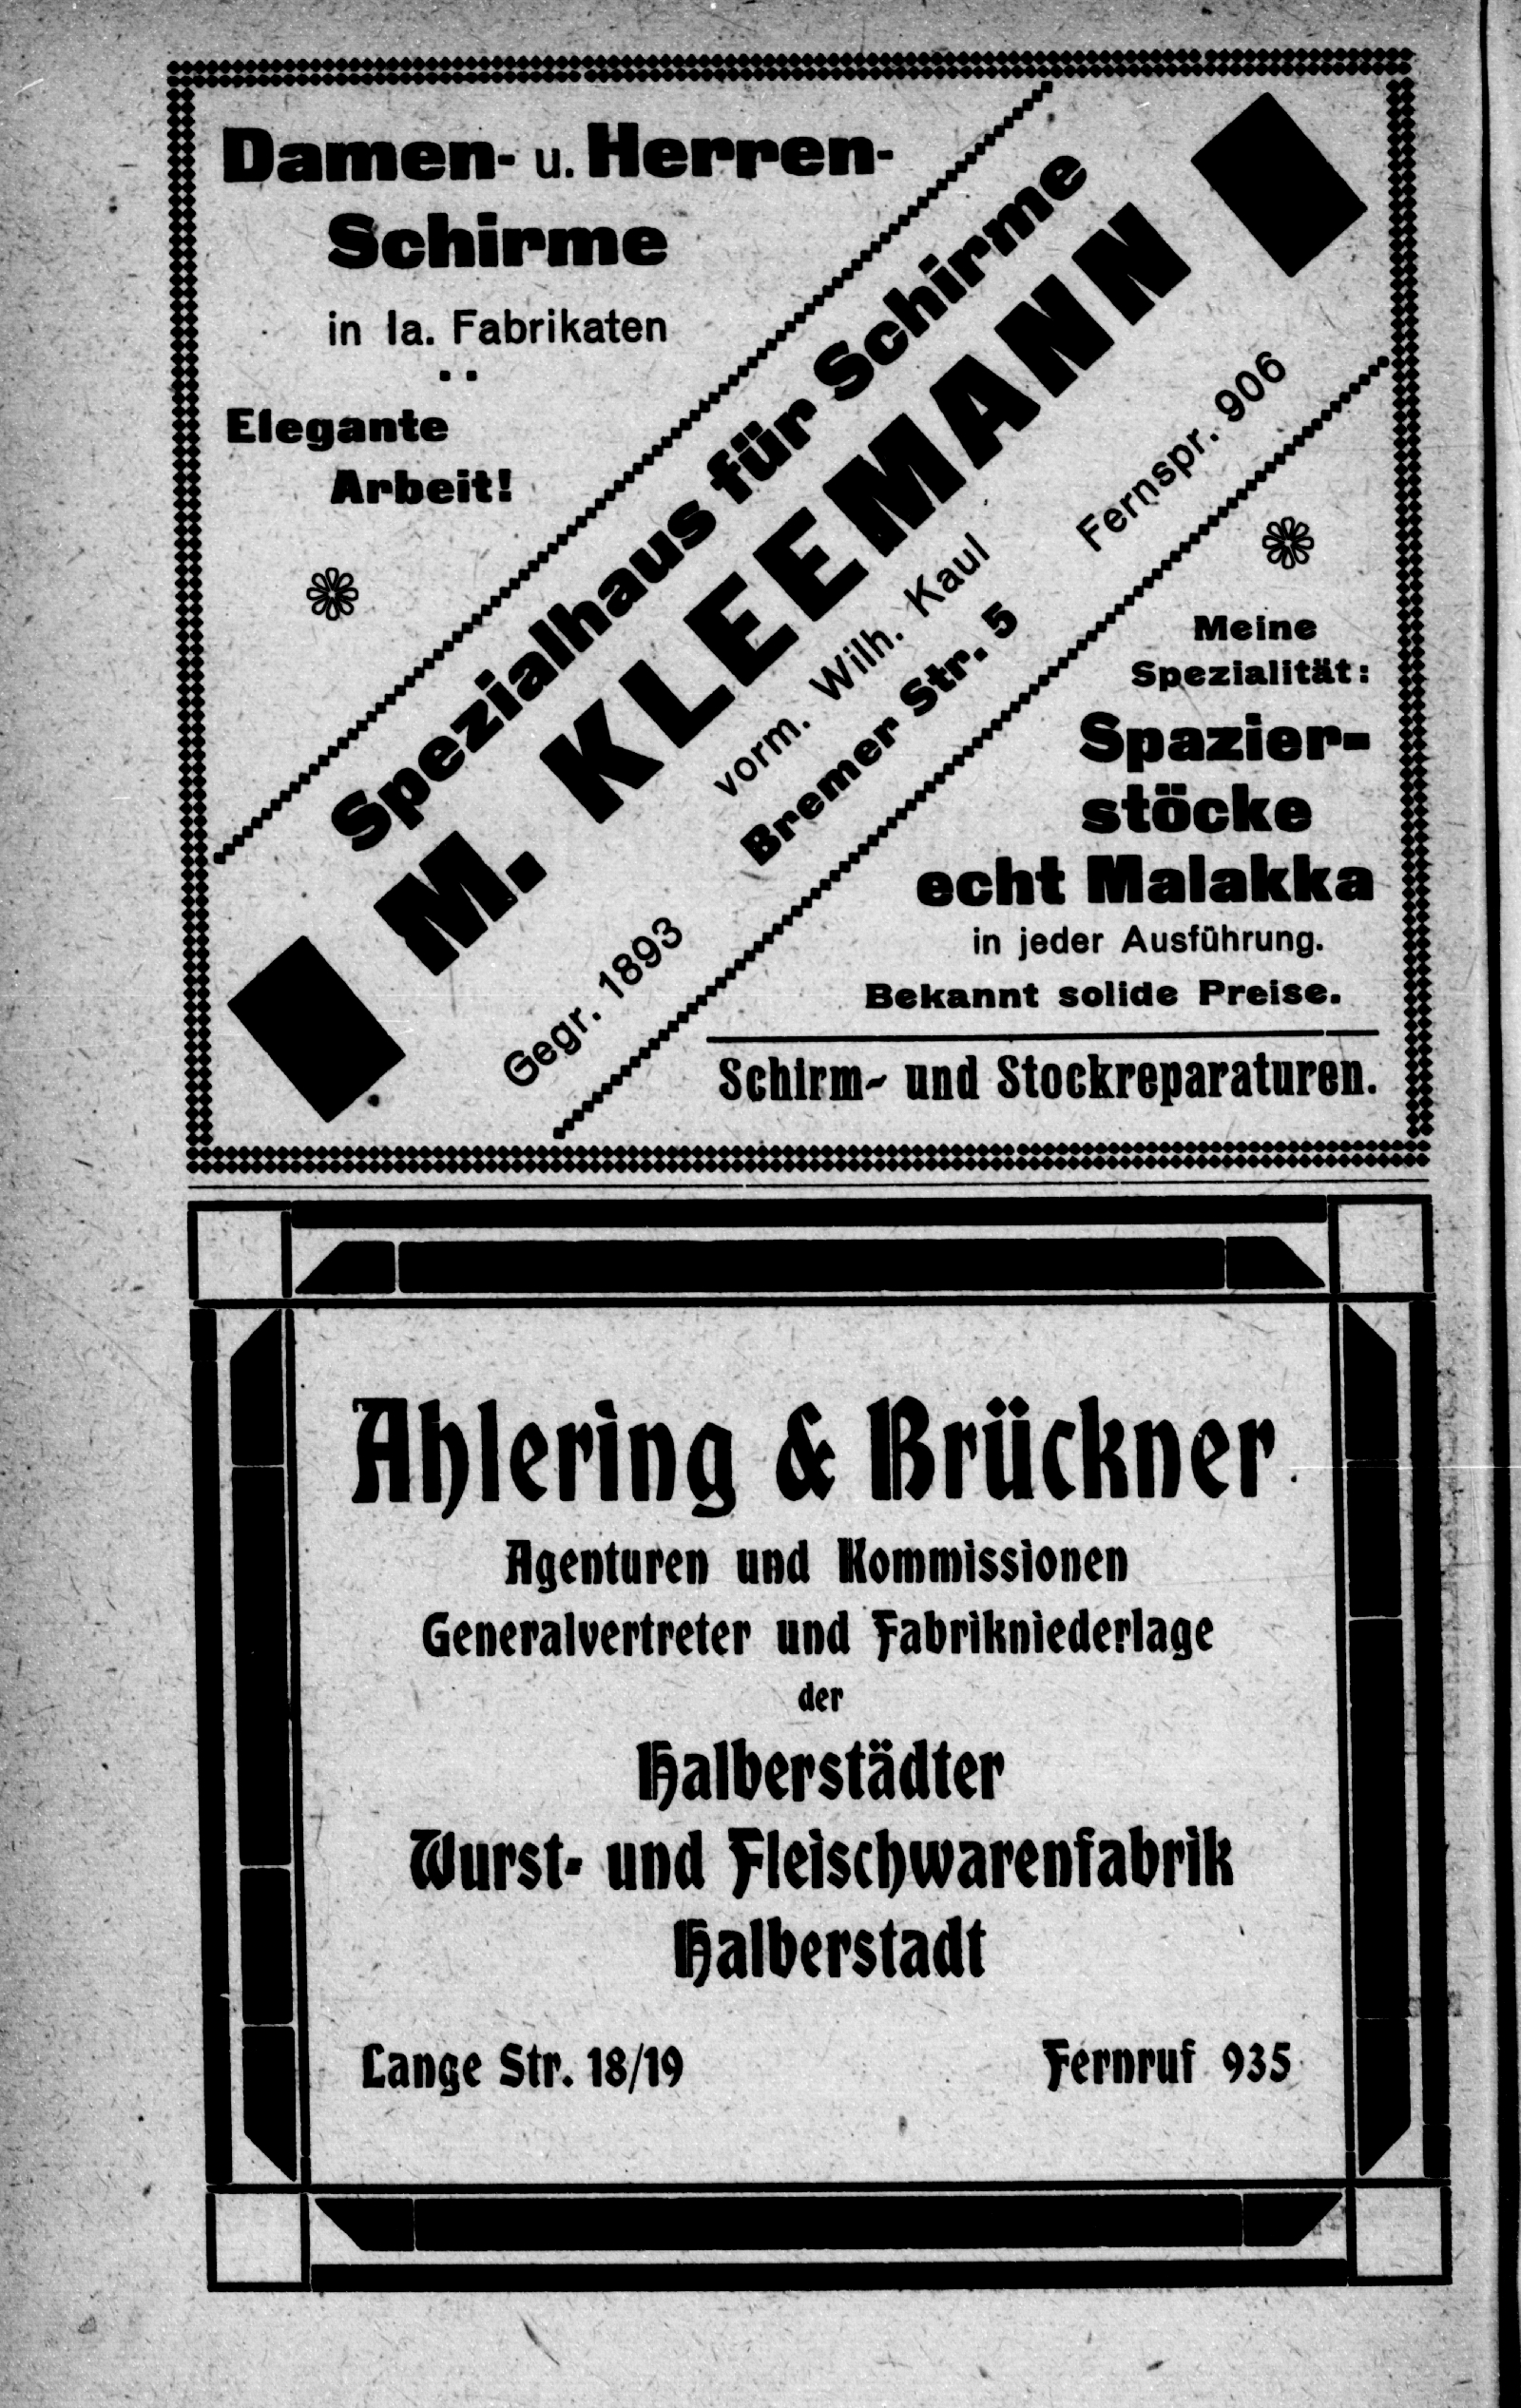 Damen- u. Herren-
Schirme
in Ia. Fabrikaten
Elegante
Arbeit!
Spezialhaus für Schirme
M. KLEEMANN
vorm. Wilh. Kaul
Fernspr. 906
Bremer Str. 5
Gegr. 1893
Meine
Spezialität:
Spazier-
stöcke
echt Malakka
in jeder Ausführung.
Bekannt solide Preise.
Schirm- und Stockreparaturen.
Ahlering & Brückner
Agenturen und Kommissionen
Generalvertreter und Fabrikniederlage
der
Halberstädter
Wurst- und Fleischwarenfabrik
Halberstadt
Lange Str. 18/19 Fernruf 935